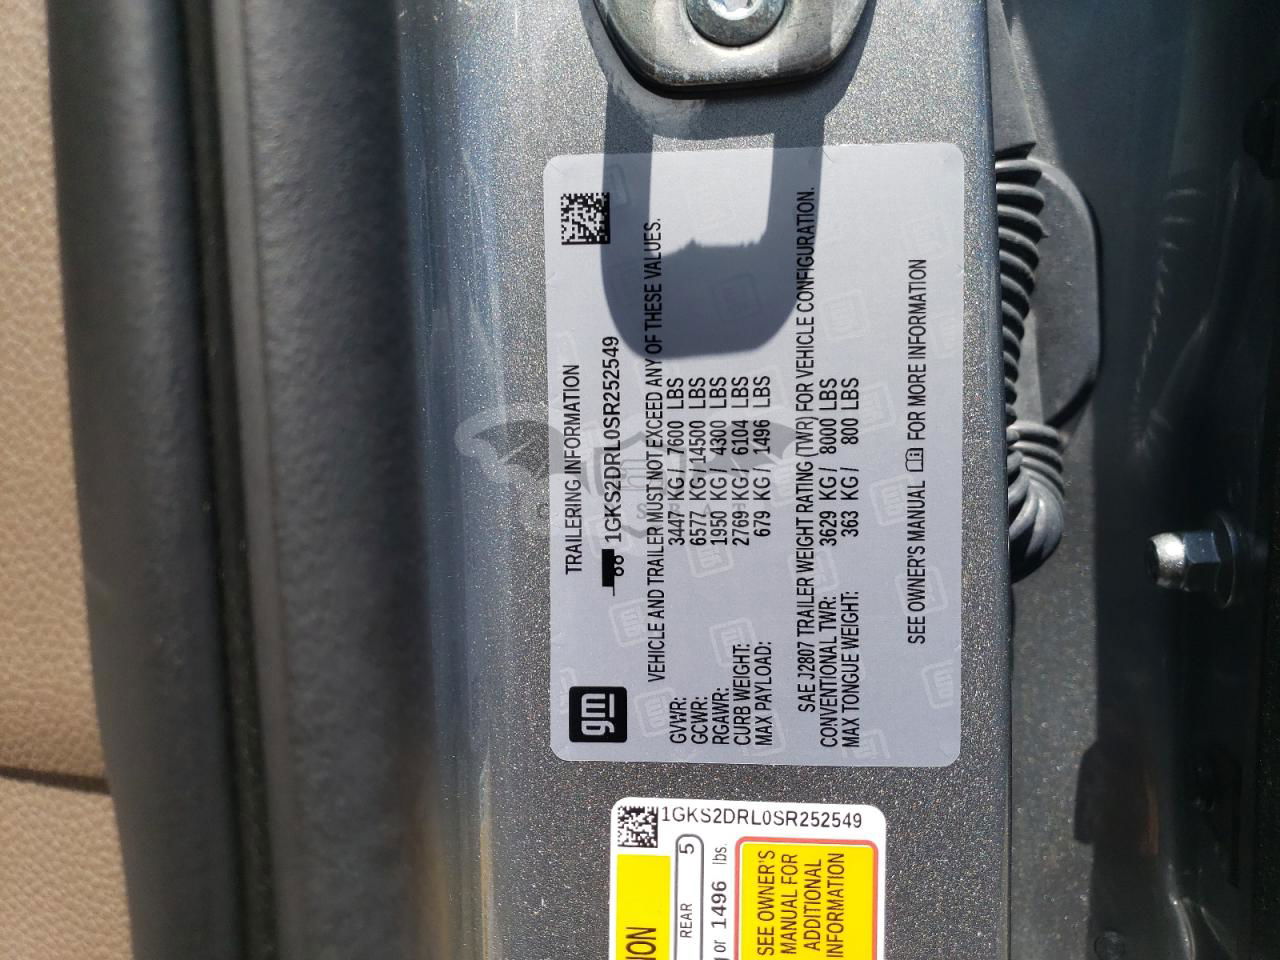 gm
TRAILERING INFORMATION
1GKS2DRL0SR252549
VEHICLE AND TRAILER MUST NOT EXCEED ANY OF THESE VALUES.
GVWR: 3447 KG / 7600 LBS
GCWR: 6577 KG / 14500 LBS
RGAWR: 1950 KG / 4300 LBS
CURB WEIGHT: 2769 KG / 6104 LBS
MAX PAYLOAD: 679 KG / 1496 LBS
SAE J2807 TRAILER WEIGHT RATING (TWR) FOR VEHICLE CONFIGURATION.
CONVENTIONAL TWR: 3629 KG / 8000 LBS
MAX TONGUE WEIGHT: 363 KG / 800 LBS
SEE OWNER'S MANUAL FOR MORE INFORMATION
1GKS2DRL0SR252549
REAR 5
or 1496 lbs.
SEE OWNER'S
MANUAL FOR
ADDITIONAL
INFORMATION